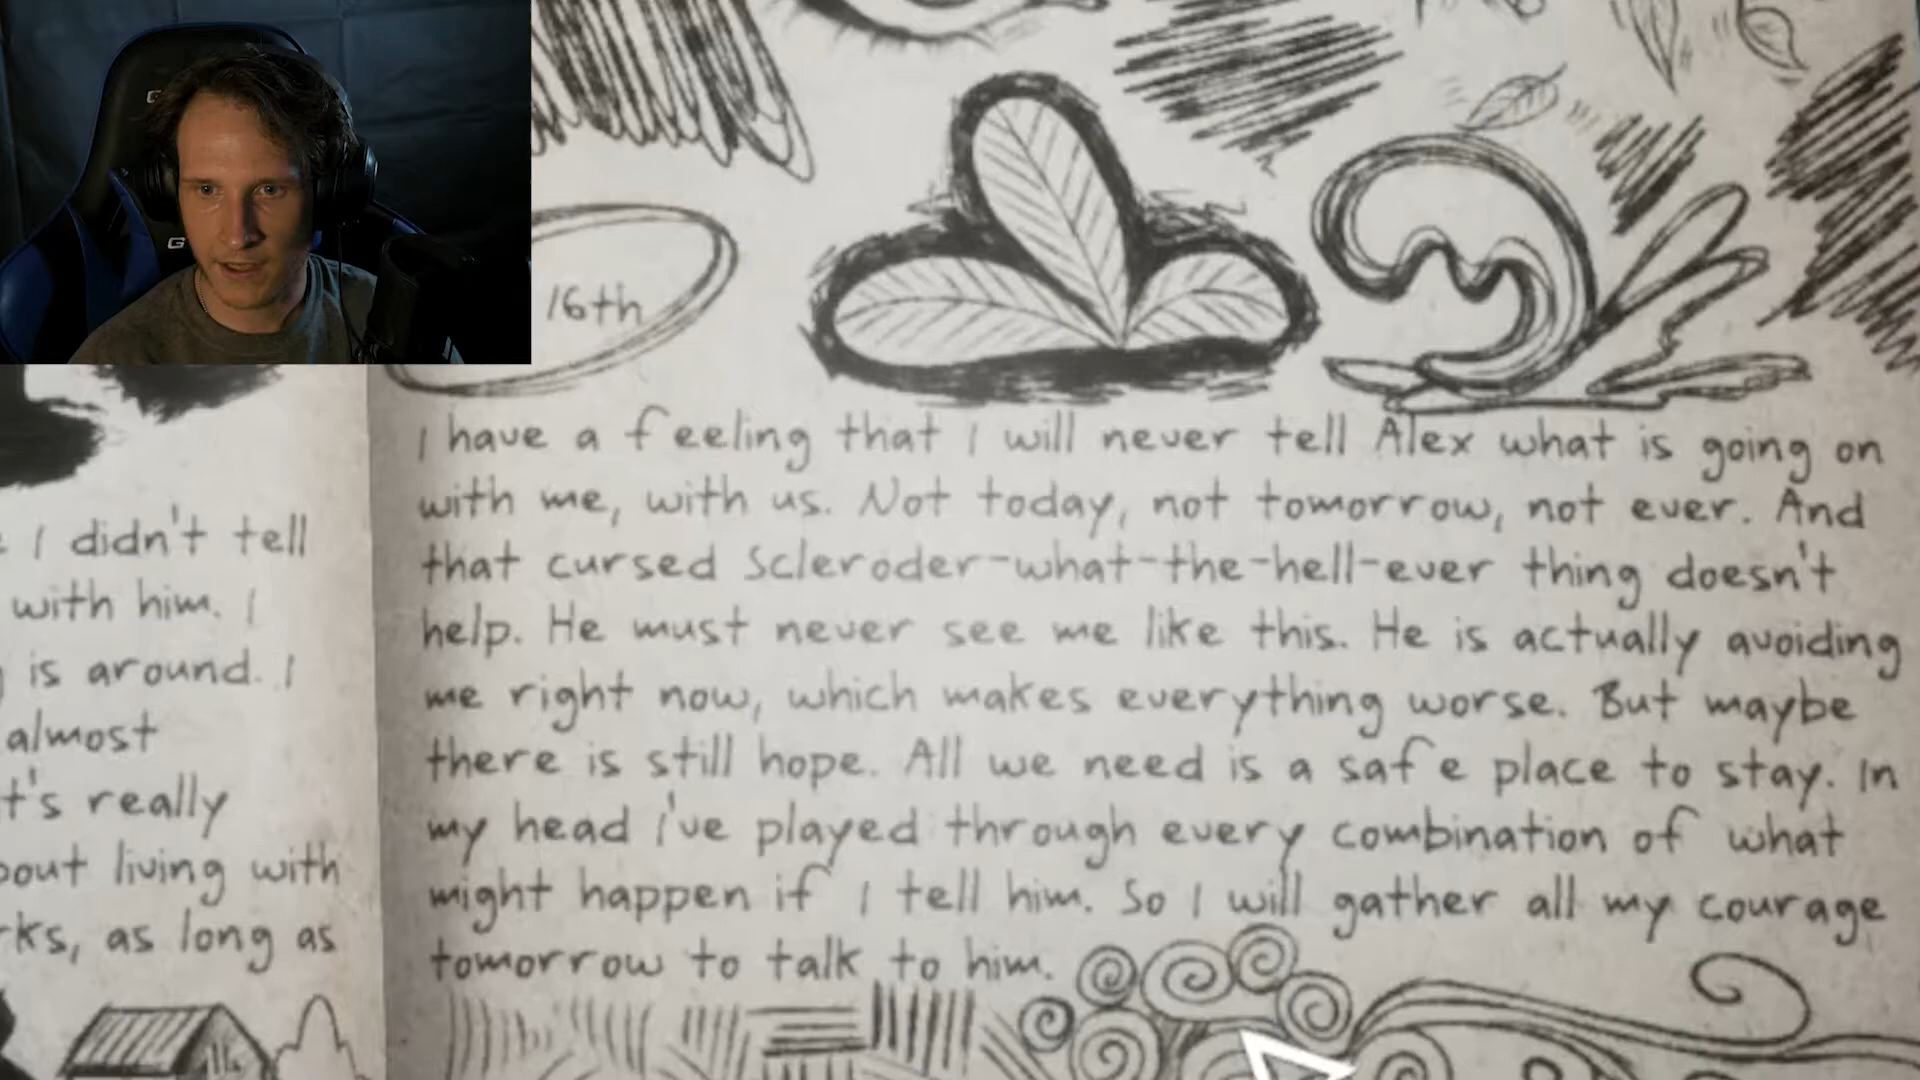 G
G
16th
I have a feeling that I will never tell Alex what is going on
with me, with us. Not today, not tomorrow, not ever. And
that cursed Scleroder-what-the-hell-ever thing doesn't
help. He must never see me like this. He is actually avoiding
me right now, which makes everything worse. But maybe
there is still hope. All we need is a safe place to stay. In
my head I've played through every combination of what
might happen if I tell him. So I will gather all my courage
tomorrow to talk to him.
I didn't tell
with him. I
is around. I
almost
t's really
out living with
rks, as long as